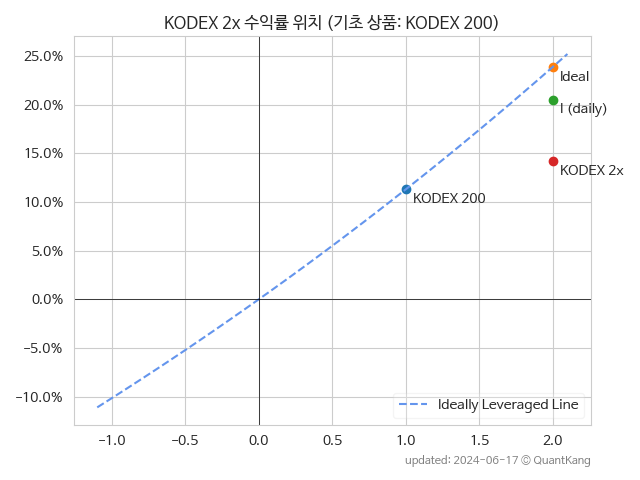 KODEX 2x 수익률 위치 (기초 상품: KODEX 200)
25.0%
20.0%
15.0%
10.0%
5.0%
0.0%
-5.0%
-10.0%
Ideal
I (daily)
KODEX 2x
KODEX 200
Ideally Leveraged Line
-1.0 -0.5 0.0 0.5 1.0 1.5 2.0
updated: 2024-06-17 © QuantKang